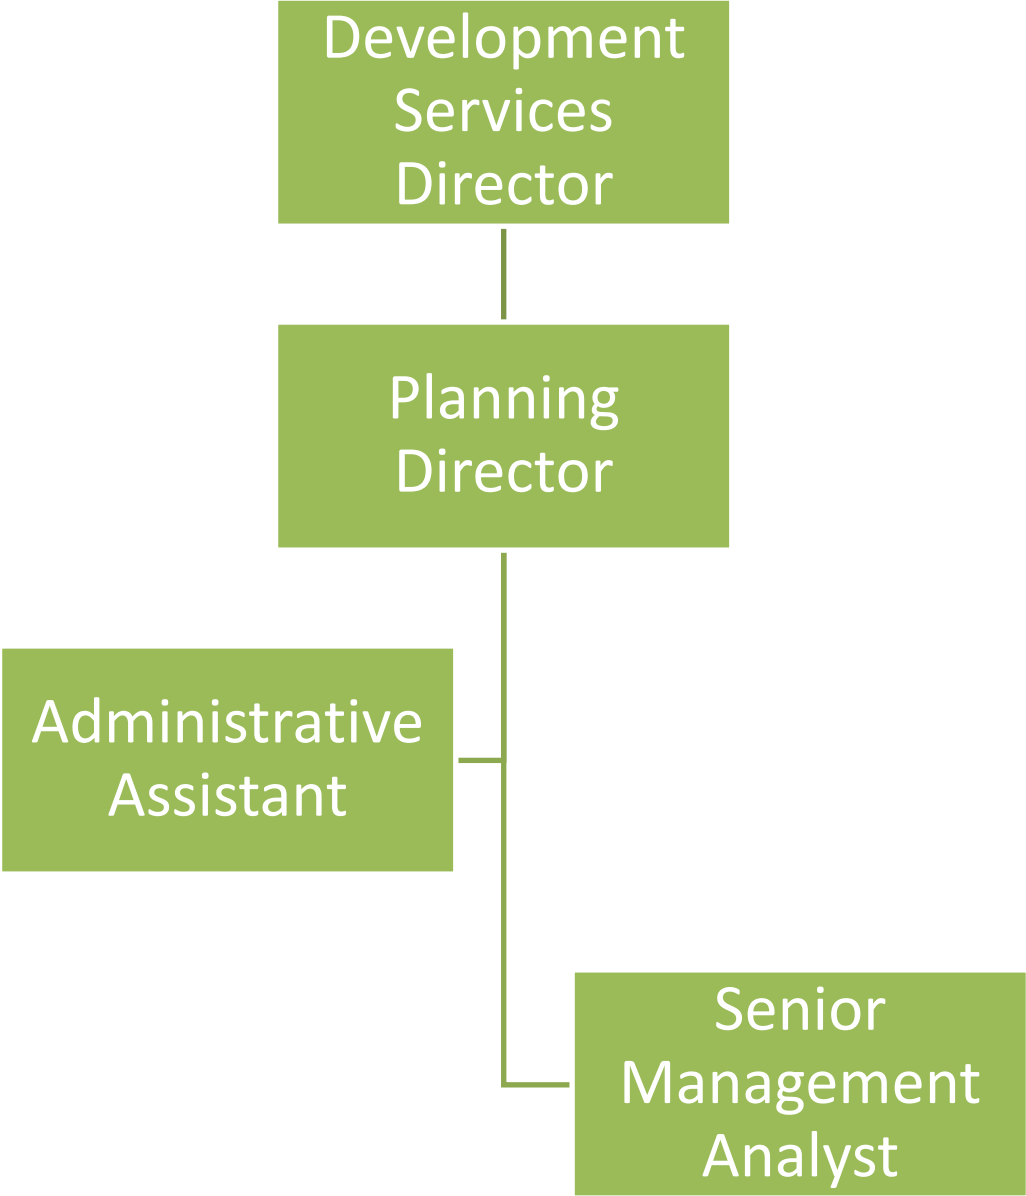 Development
Services
Director
Planning
Director
Administrative
Assistant
Senior
Management
Analyst